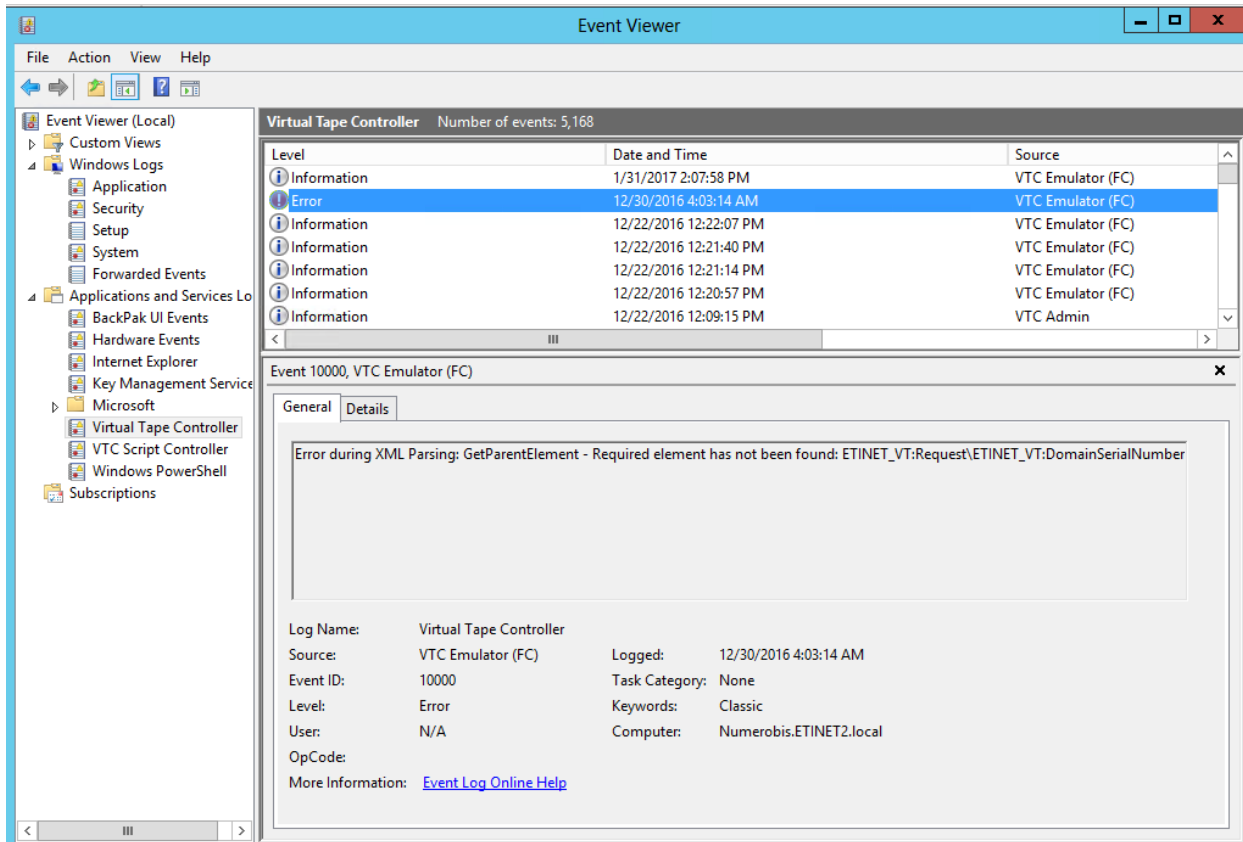 Event Viewer
File Action View Help
Event Viewer (Local)
Custom Views
Windows Logs
Application
Security
Setup
System
Forwarded Events
Applications and Services Lo
BackPak UI Events
Hardware Events
Internet Explorer
Key Management Service
Microsoft
Virtual Tape Controller
VTC Script Controller
Windows PowerShell
Subscriptions
Virtual Tape Controller Number of events: 5,168
Level Date and Time Source
Information 1/31/2017 2:07:58 PM VTC Emulator (FC)
Error 12/30/2016 4:03:14 AM VTC Emulator (FC)
Information 12/22/2016 12:22:07 PM VTC Emulator (FC)
Information 12/22/2016 12:21:40 PM VTC Emulator (FC)
Information 12/22/2016 12:21:14 PM VTC Emulator (FC)
Information 12/22/2016 12:20:57 PM VTC Emulator (FC)
Information 12/22/2016 12:09:15 PM VTC Admin
Event 10000, VTC Emulator (FC)
General Details
Error during XML Parsing: GetParentElement - Required element has not been found: ETINET_VT:Request\ETINET_VT:DomainSerialNumber
Log Name: Virtual Tape Controller
Source: VTC Emulator (FC) Logged: 12/30/2016 4:03:14 AM
Event ID: 10000 Task Category: None
Level: Error Keywords: Classic
User: N/A Computer: Numerobis.ETINET2.local
OpCode:
More Information: Event Log Online Help